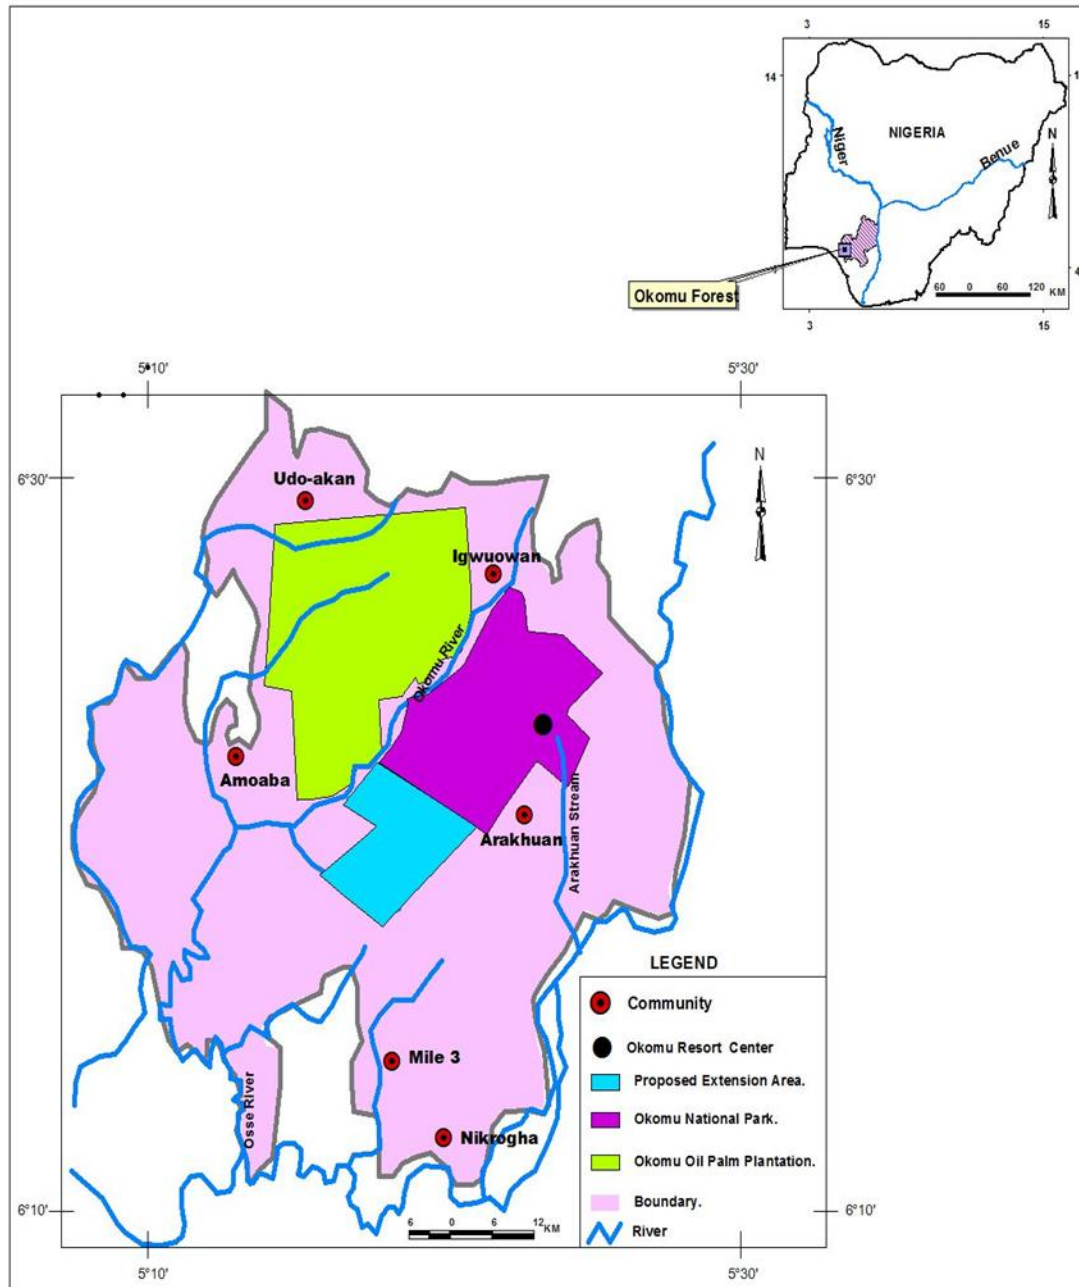 3
15
14
1
NIGERIA
N
Niger
Benue
Okomu Forest
4
60 0 60 120 KM
3
15
5°10'
5°30'
6°30'
6°30'
N
Udo-akan
Igwuowan
Okomu River
Amoaba
Arakhuan
Arakhuan Stream
Mile 3
Osse River
Nikrogha
LEGEND
Community
Okomu Resort Center
Proposed Extension Area.
Okomu National Park.
Okomu Oil Palm Plantation.
Boundary.
River
6 0 6 12 KM
6°10'
6°10'
5°10'
5°30'